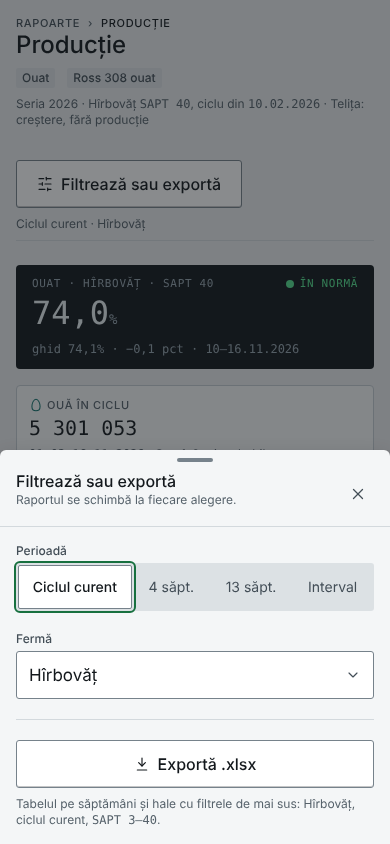 RAPOARTE › PRODUCȚIE
Producție
Ouat Ross 308 ouat
Seria 2026 · Hîrbovăț SAPT 40, ciclu din 10.02.2026 · Telița:
creștere, fără producție
Filtrează sau exportă
Ciclul curent · Hîrbovăț
OUAT · HÎRBOVĂȚ · SAPT 40 ÎN NORMĂ
74,0%
ghid 74,1% · −0,1 pct · 10–16.11.2026
OUĂ ÎN CICLU
5 301 053
Filtrează sau exportă
Raportul se schimbă la fiecare alegere.
Perioadă
Ciclul curent 4 săpt. 13 săpt. Interval
Fermă
Hîrbovăț
Exportă .xlsx
Tabelul pe săptămâni și hale cu filtrele de mai sus: Hîrbovăț,
ciclul curent, SAPT 3–40.